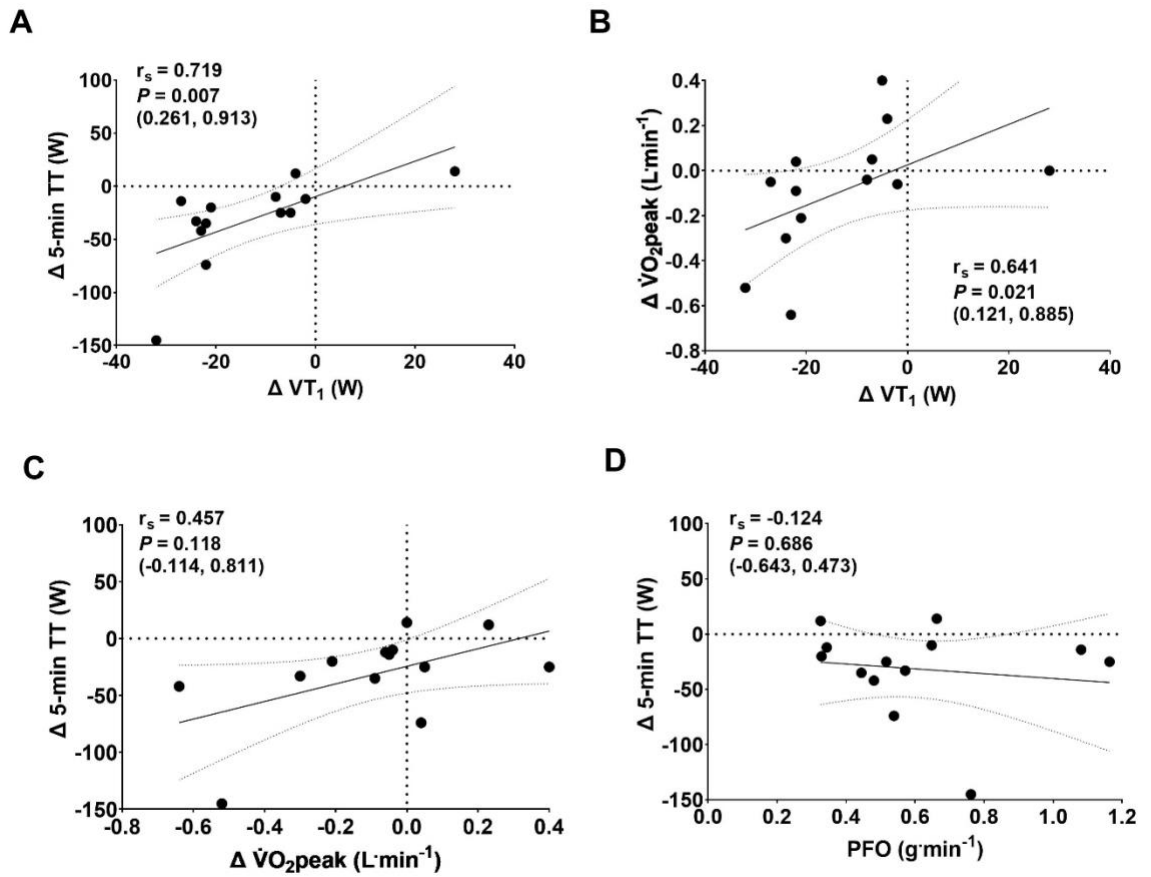 A
r_s = 0.719
P = 0.007
(0.261, 0.913)
100
50
0
-50
-100
-150
-40
-20
0
20
40
Δ 5-min TT (W)
Δ VT₁ (W)
B
0.4
0.2
0.0
-0.2
-0.4
-0.6
-0.8
r_s = 0.641
P = 0.021
(0.121, 0.885)
-40
-20
0
20
40
Δ V̇O₂peak (L·min⁻¹)
Δ VT₁ (W)
C
r_s = 0.457
P = 0.118
(-0.114, 0.811)
100
50
0
-50
-100
-150
-0.8
-0.6
-0.4
-0.2
0.0
0.2
0.4
Δ 5-min TT (W)
Δ V̇O₂peak (L·min⁻¹)
D
r_s = -0.124
P = 0.686
(-0.643, 0.473)
100
50
0
-50
-100
-150
0.0
0.2
0.4
0.6
0.8
1.0
1.2
Δ 5-min TT (W)
PFO (g·min⁻¹)